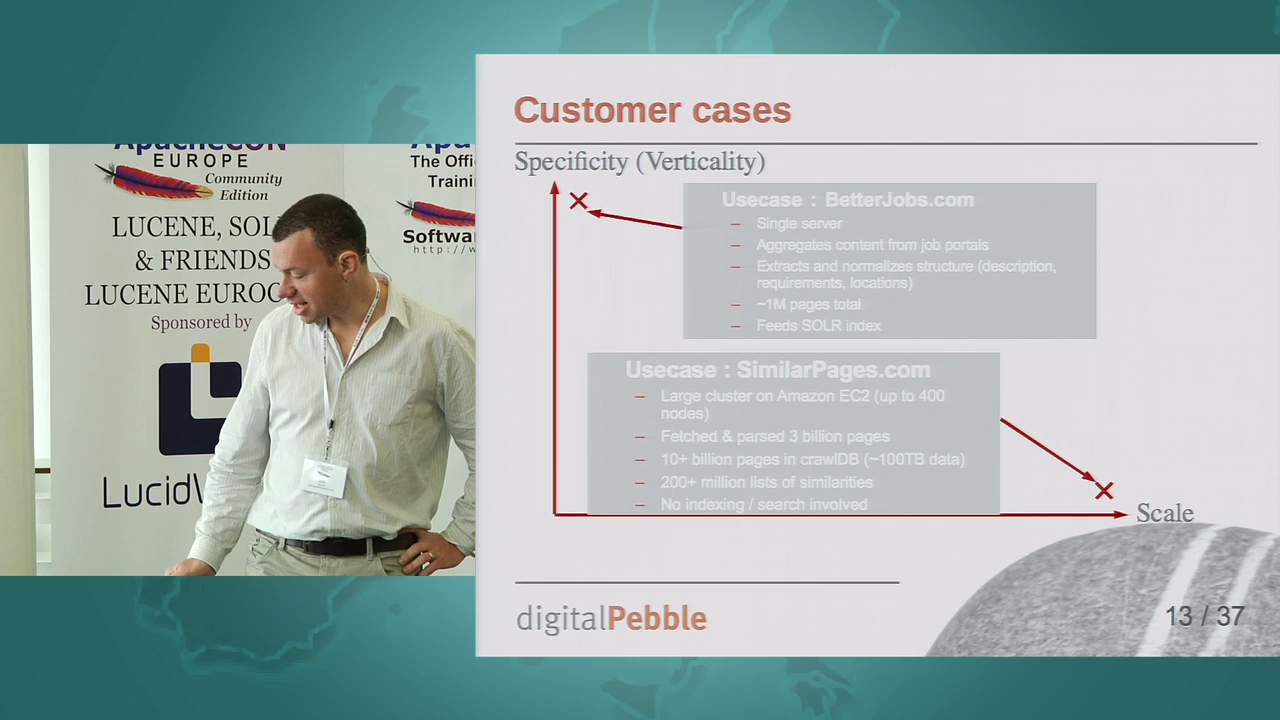 ApacheCON
EUROPE
Community
Edition
LUCENE, SOL
& FRIENDS
LUCENE EUROC
Sponsored by
LucidW
The Offic
Training
Software
http://w
Customer cases
Specificity (Verticality)
Usecase : BetterJobs.com
– Single server
– Aggregates content from job portals
– Extracts and normalizes structure (description,
requirements, locations)
– ~1M pages total
– Feeds SOLR index
Usecase : SimilarPages.com
– Large cluster on Amazon EC2 (up to 400
nodes)
– Fetched & parsed 3 billion pages
– 10+ billion pages in crawlDB (~100TB data)
– 200+ million lists of similarities
– No indexing / search involved
Scale
digitalPebble
13 / 37